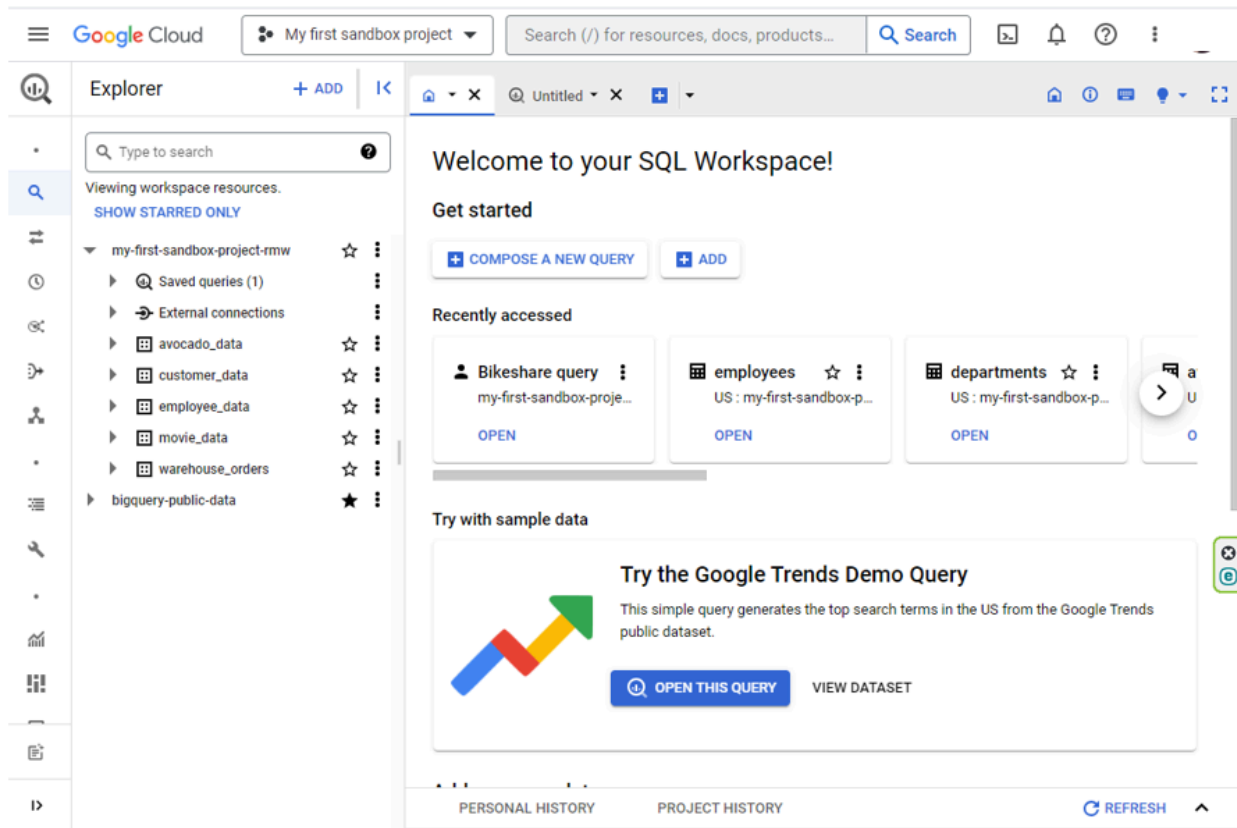 Google Cloud
My first sandbox project
Search (/) for resources, docs, products...
Search
Explorer
+ ADD
Untitled
Type to search
Viewing workspace resources.
SHOW STARRED ONLY
my-first-sandbox-project-rmw
Saved queries (1)
External connections
avocado_data
customer_data
employee_data
movie_data
warehouse_orders
bigquery-public-data
Welcome to your SQL Workspace!
Get started
COMPOSE A NEW QUERY
ADD
Recently accessed
Bikeshare query
my-first-sandbox-proje...
OPEN
employees
US : my-first-sandbox-p...
OPEN
departments
US : my-first-sandbox-p...
OPEN
Try with sample data
Try the Google Trends Demo Query
This simple query generates the top search terms in the US from the Google Trends
public dataset.
OPEN THIS QUERY
VIEW DATASET
PERSONAL HISTORY
PROJECT HISTORY
REFRESH